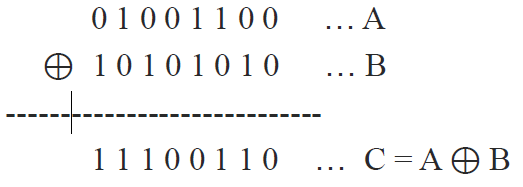 0 1 0 0 1 1 0 0 ... A
⊕ 1 0 1 0 1 0 1 0 ... B
------|-----------------------
1 1 1 0 0 1 1 0 ... C = A ⊕ B